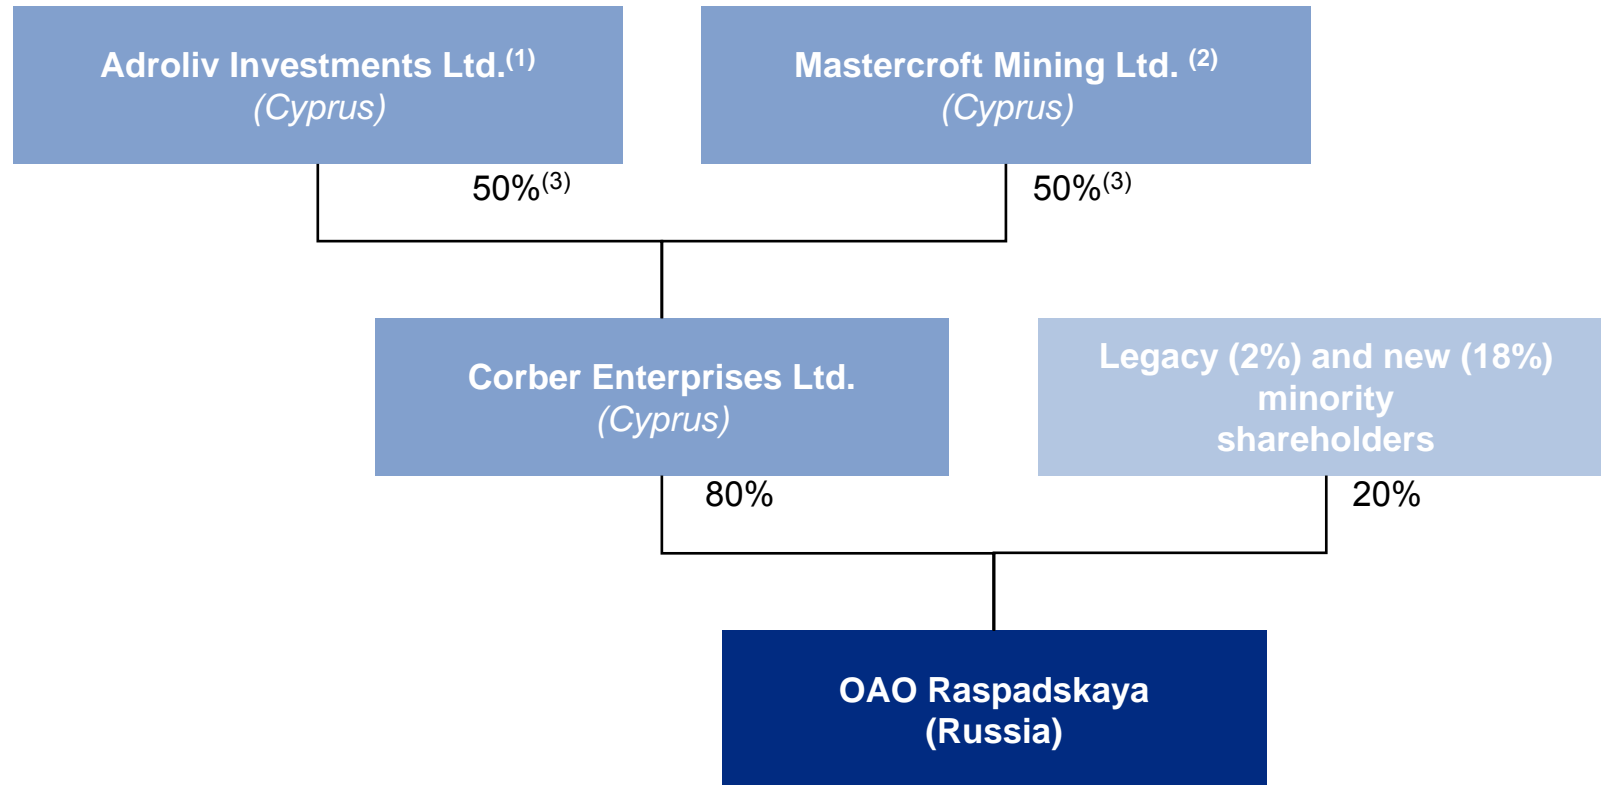 Adroliv Investments Ltd.(1)
(Cyprus)
Mastercroft Mining Ltd. (2)
(Cyprus)
50%(3)
50%(3)
Corber Enterprises Ltd.
(Cyprus)
Legacy (2%) and new (18%)
minority
shareholders
80%
20%
OAO Raspadskaya
(Russia)